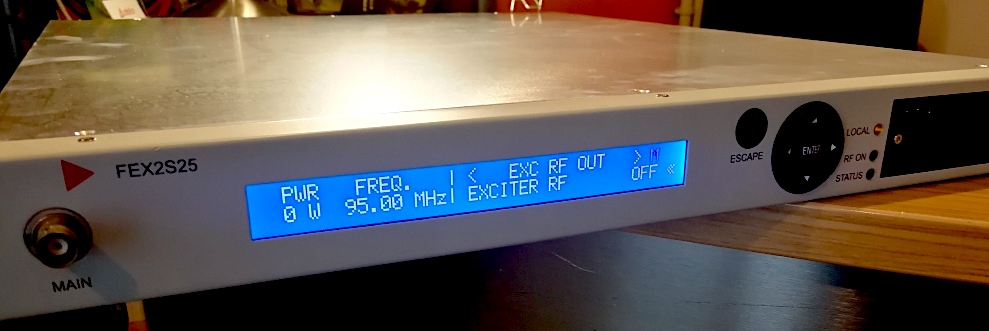 FEX2S25
MAIN
PWR FREQ. | < EXC RF OUT >
0 W 95.00 MHz| EXCITER RF OFF
ESCAPE
ENTER
LOCAL
RF ON
STATUS